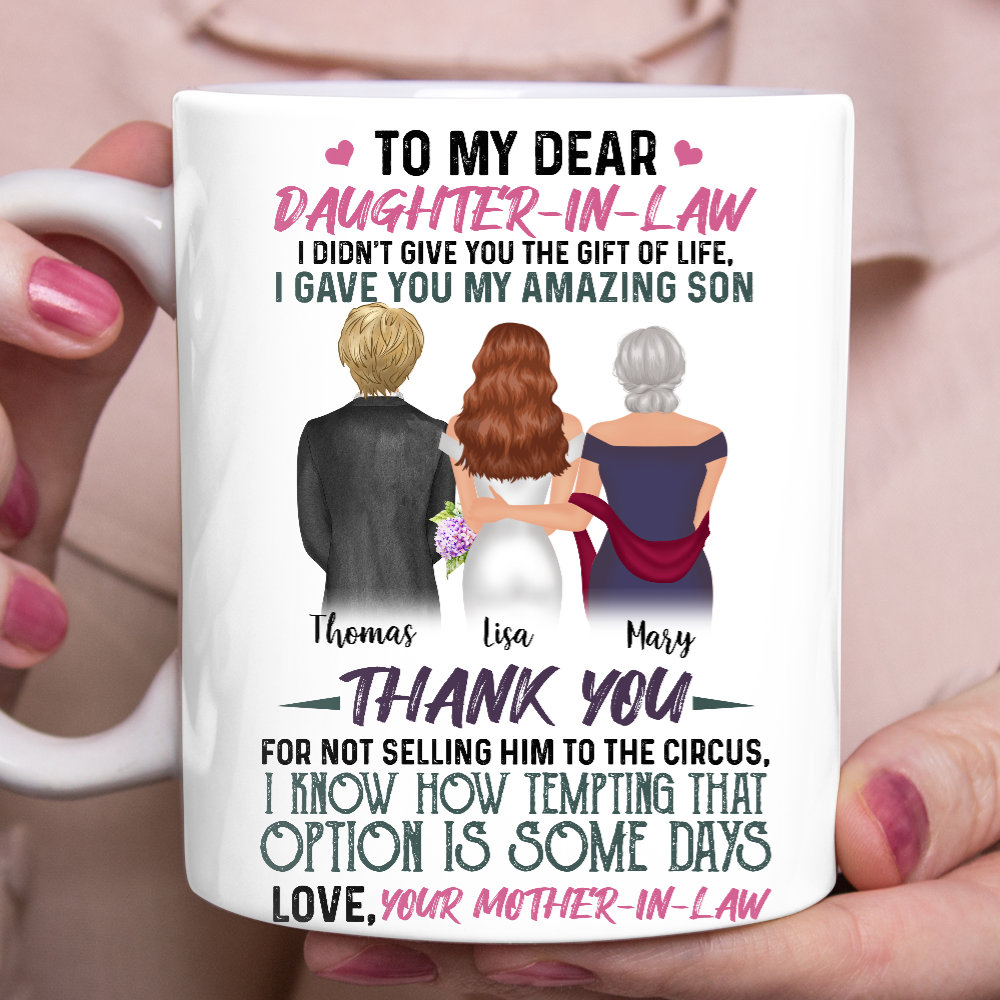 TO MY DEAR
DAUGHTER-IN-LAW
I DIDN'T GIVE YOU THE GIFT OF LIFE,
I GAVE YOU MY AMAZING SON
Thomas Lisa Mary
THANK YOU
FOR NOT SELLING HIM TO THE CIRCUS,
I KNOW HOW TEMPTING THAT
OPTION IS SOME DAYS
LOVE, YOUR MOTHER-IN-LAW